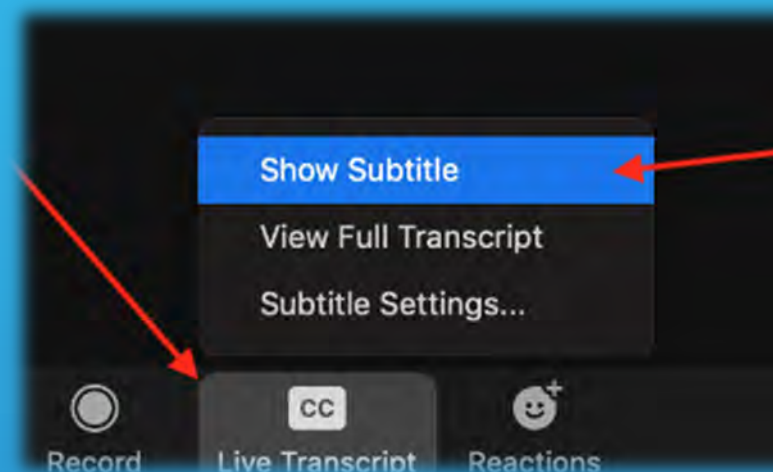 Show Subtitle
View Full Transcript
Subtitle Settings...
CC
Record Live Transcript Reactions